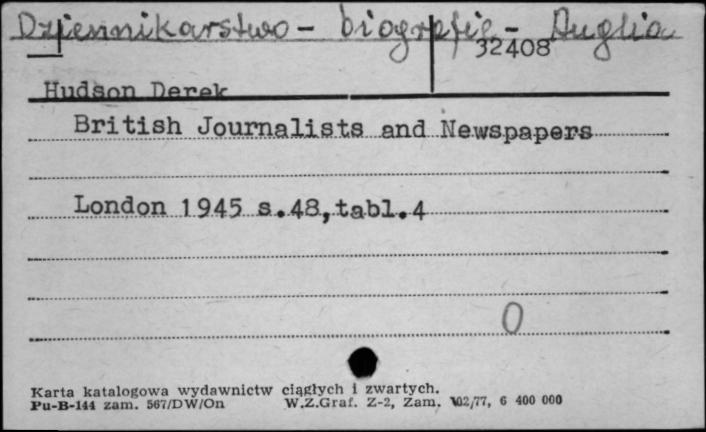 Dziennikarstwo - biografie - Anglia
32408
Hudson Derek
British Journalists and Newspapers
London 1945 s.48,tabl.4
0
Karta katalogowa wydawnictw ciągłych i zwartych.
Pu-B-144 zam. 567/DW/On W.Z.Graf. Z-2, Zam. 102/77, 6 400 000